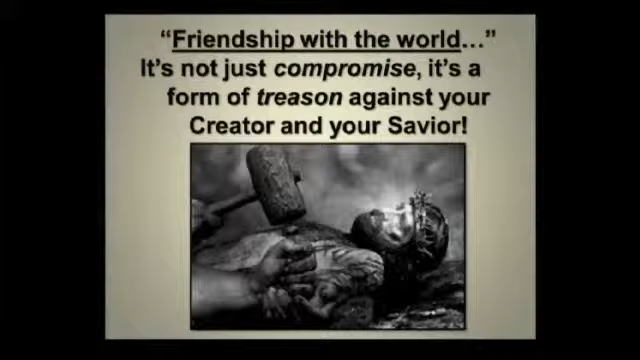 “Friendship with the world…”
It’s not just compromise, it’s a
form of treason against your
Creator and your Savior!